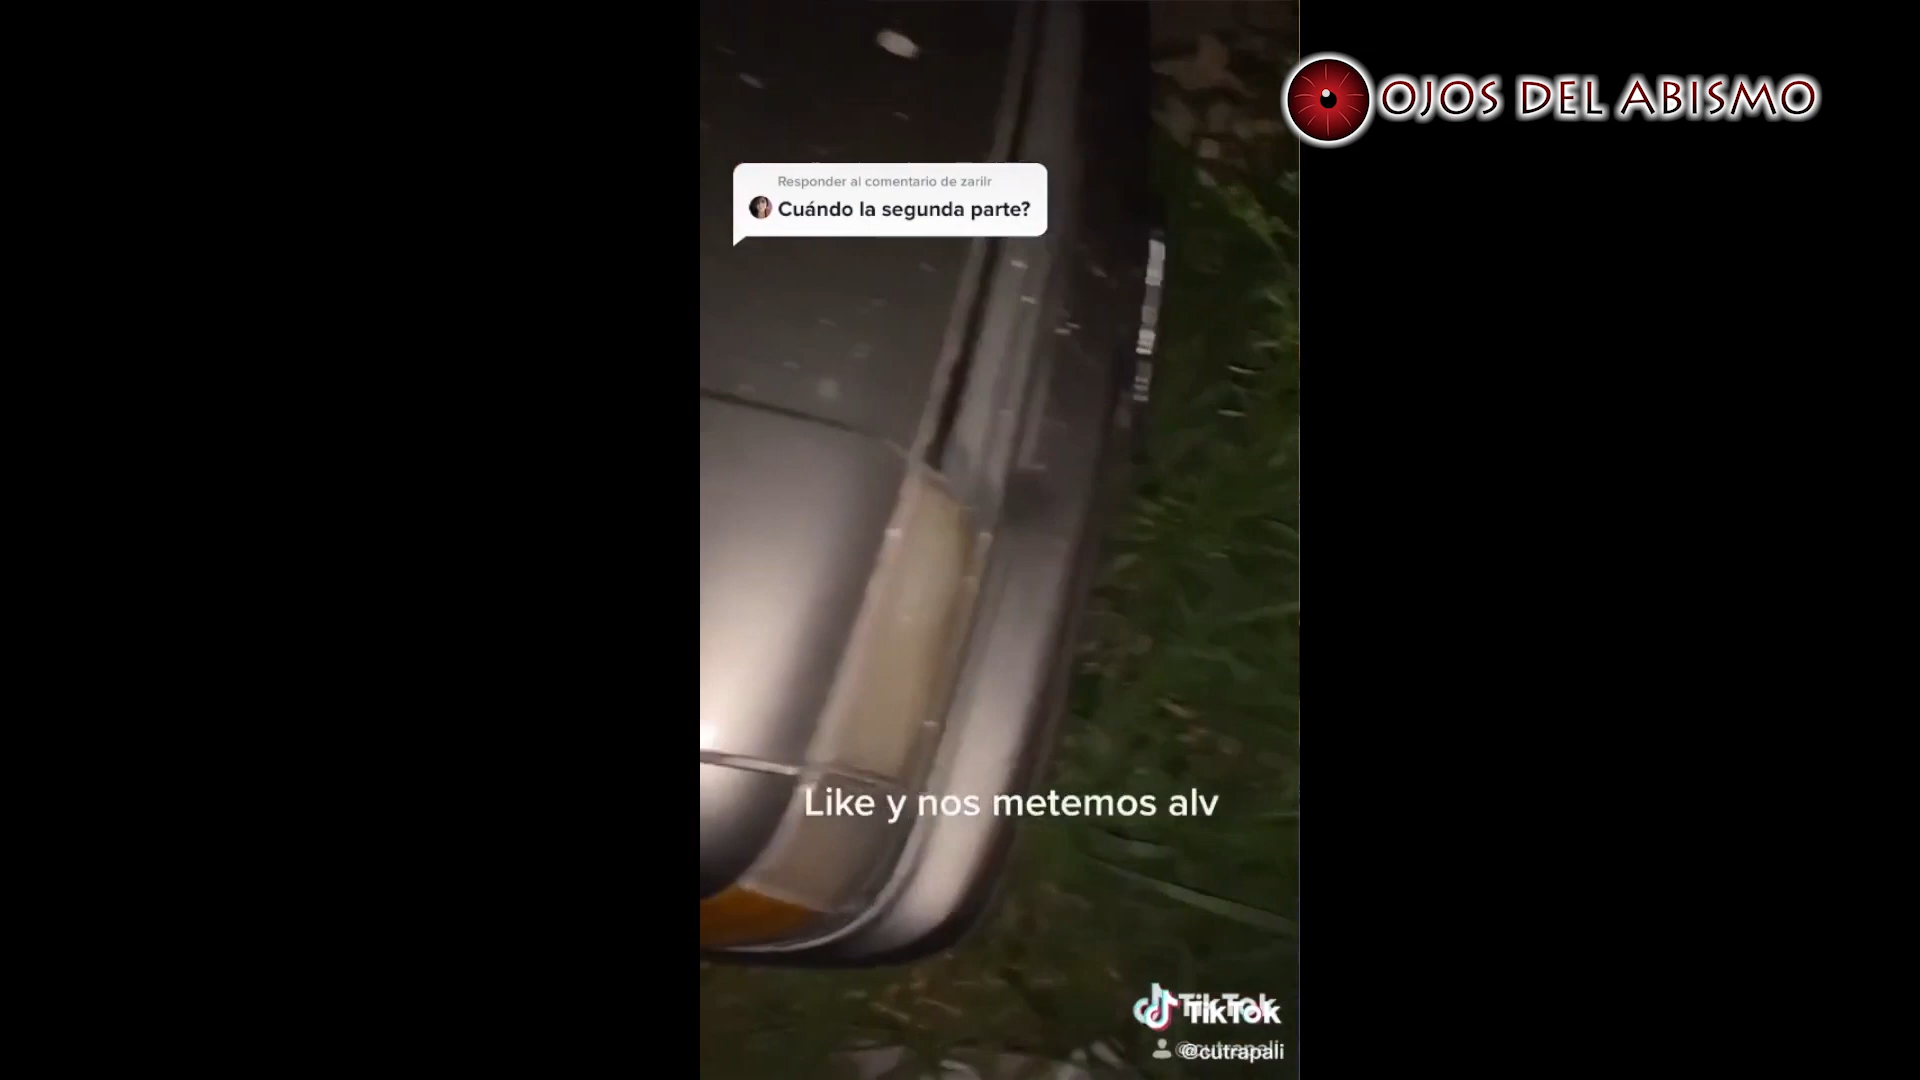 OJOS DEL ABISMO
Responder al comentario de zarilr
Cuándo la segunda parte?
Like y nos metemos alv
TikTok
@cutrapali